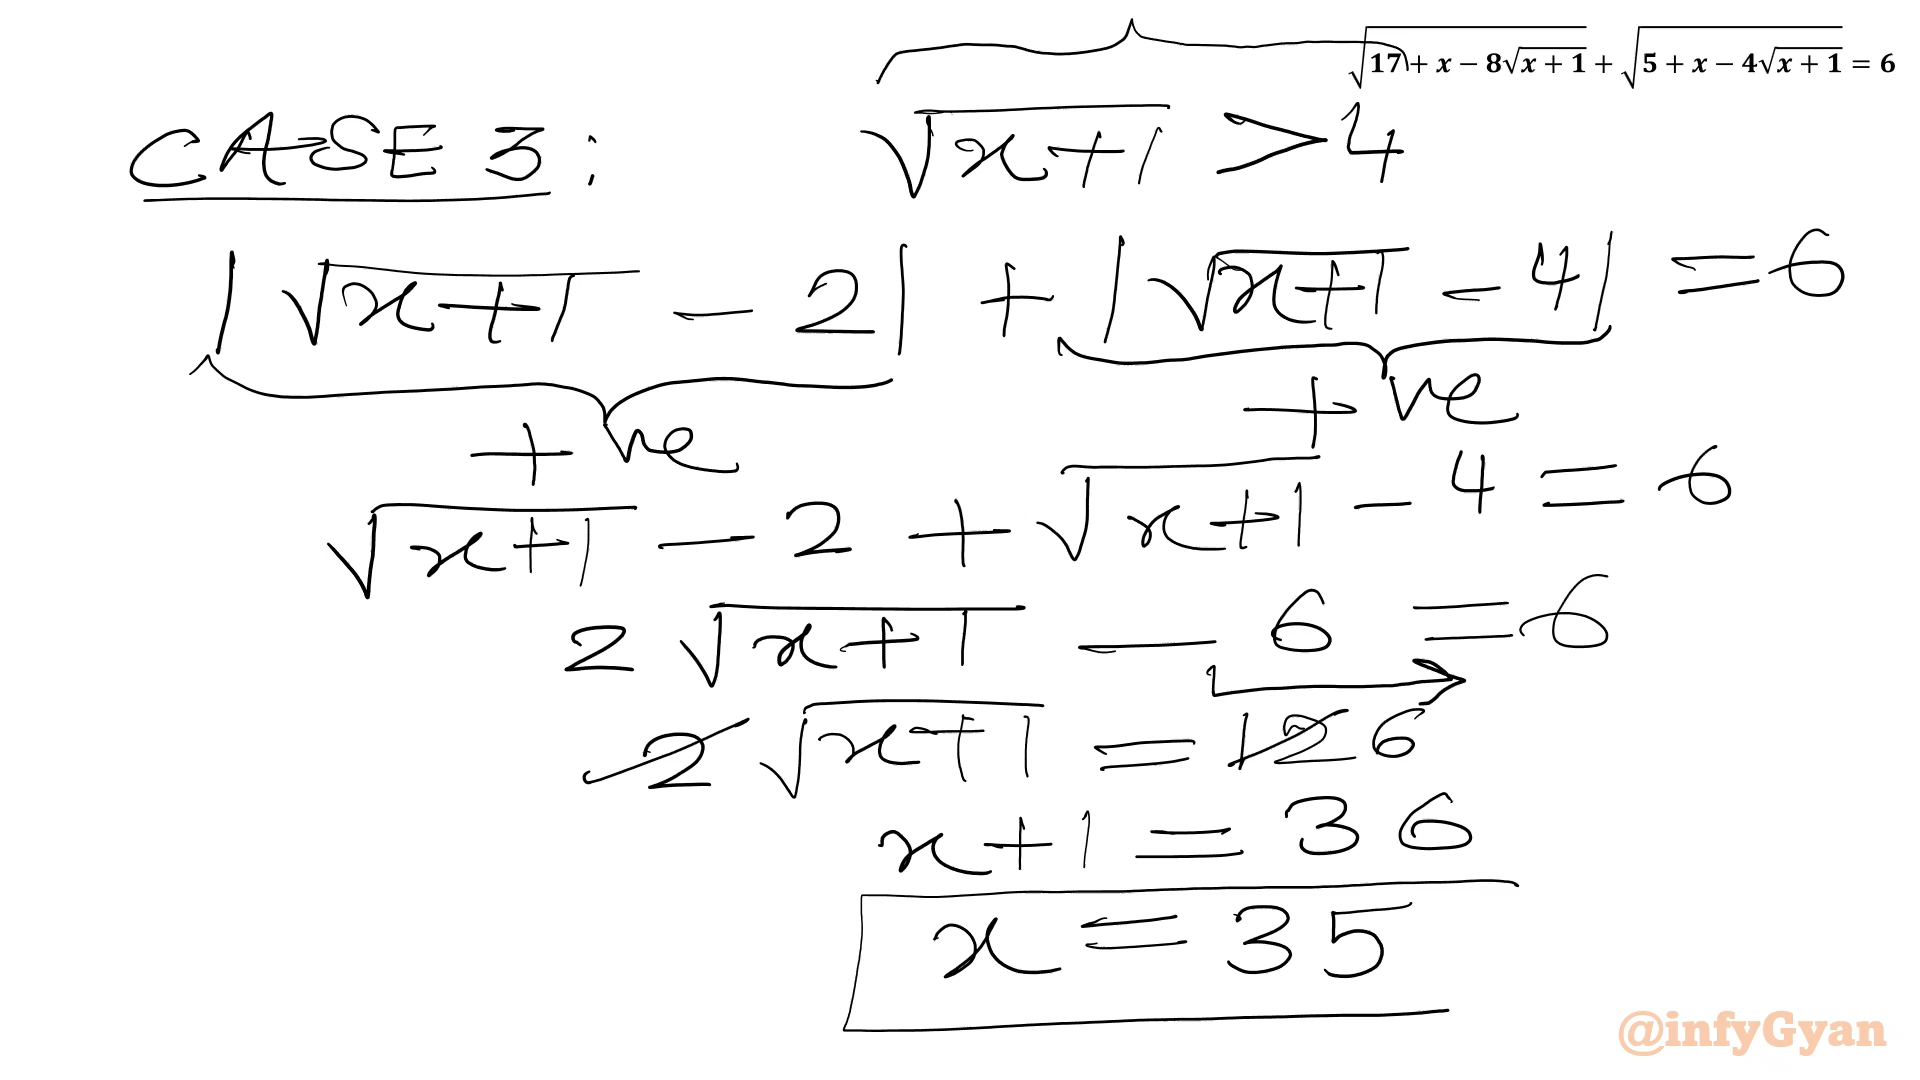 √(17 + x − 8√(x + 1)) + √(5 + x − 4√(x + 1)) = 6
CASE 3 : √(x+1) > 4
|√(x+1) − 2| + |√(x+1) − 4| = 6
+ve +ve
√(x+1) − 2 + √(x+1) − 4 = 6
2√(x+1) − 6 = 6
2√(x+1) = 12 6
x+1 = 36
x = 35
@infyGyan